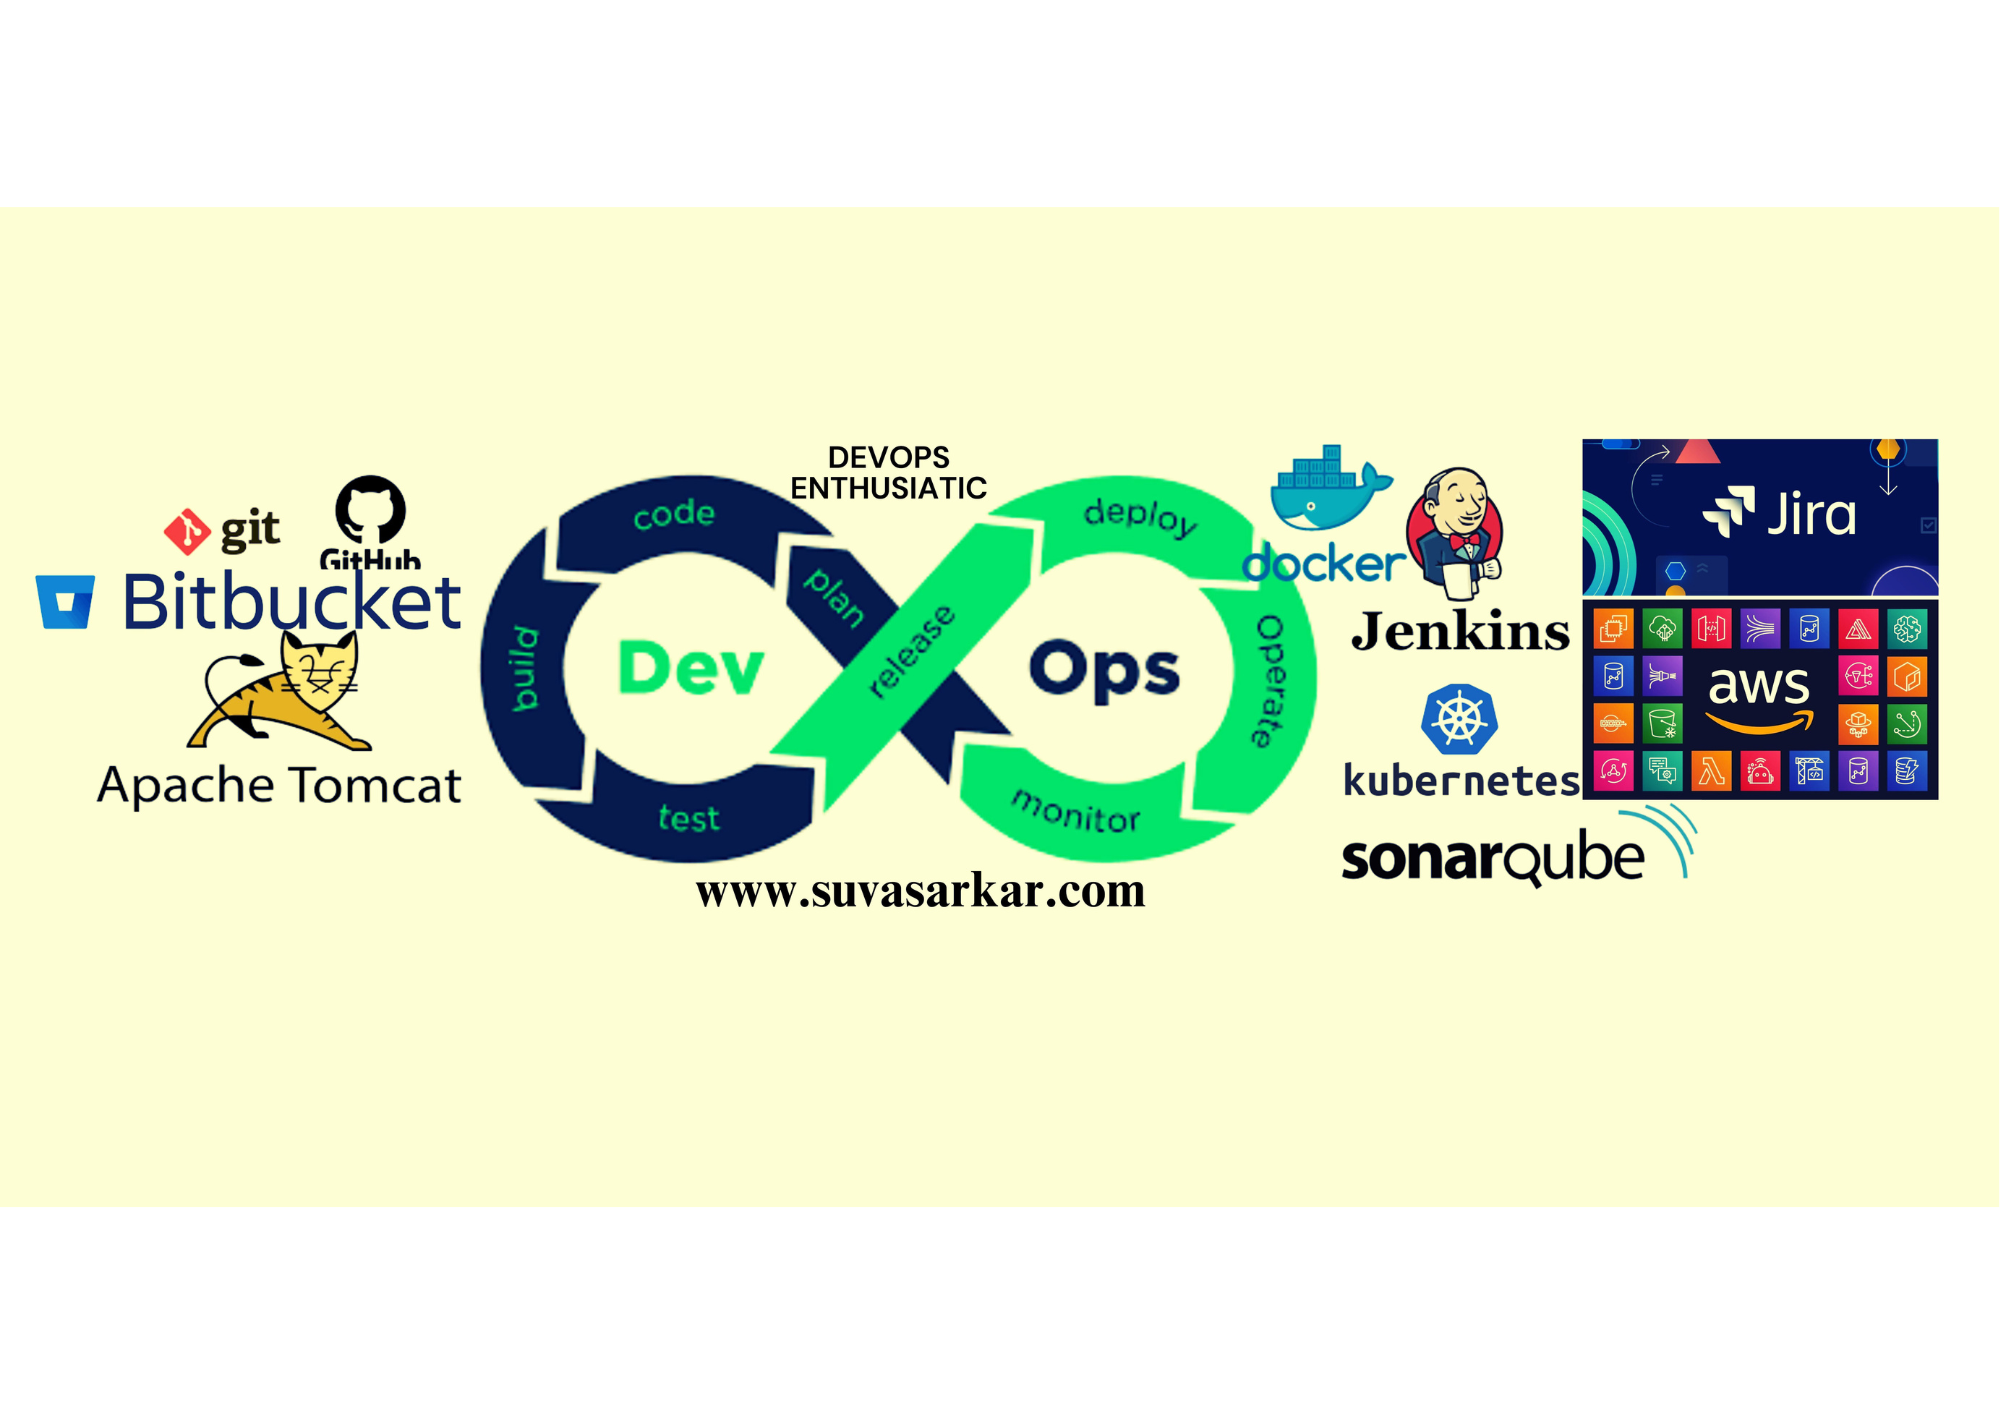 DEVOPS
ENTHUSIATIC
git
GitHub
Bitbucket
Apache Tomcat
code
plan
build
test
Dev
release
deploy
Operate
monitor
Ops
docker
Jenkins
kubernetes
sonarqube
Jira
aws
www.suvasarkar.com